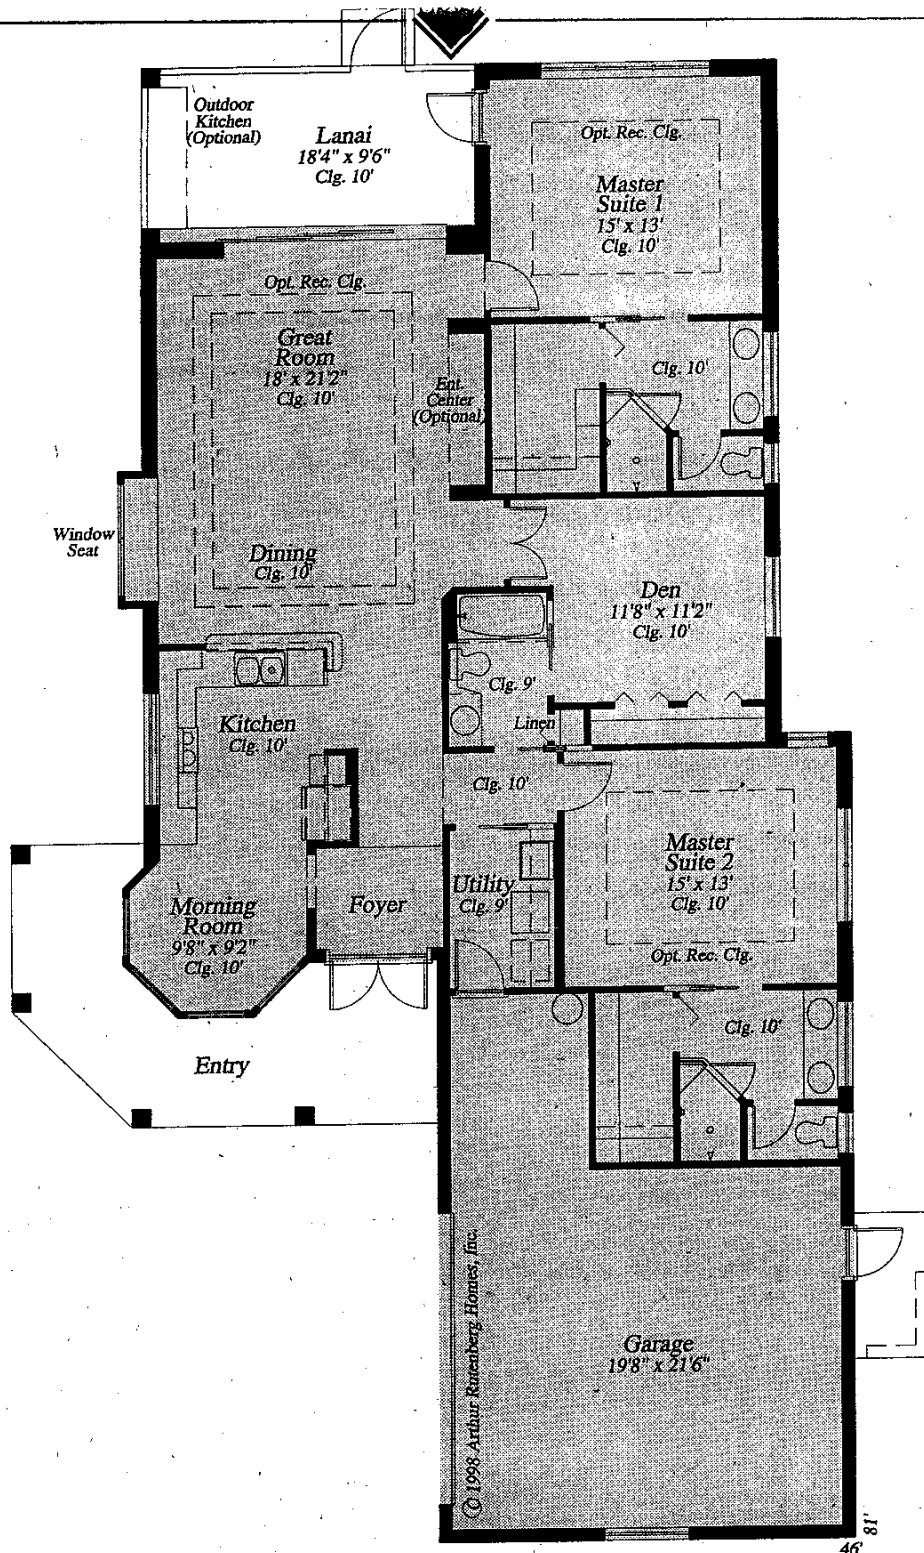 Outdoor
Kitchen
(Optional)
Lanai
18'4" x 9'6"
Clg. 10'
Opt. Rec. Clg.
Master
Suite 1
15' x 13'
Clg. 10'
Opt. Rec. Clg.
Great
Room
18' x 21'2"
Clg. 10'
Ent.
Center
(Optional)
Clg. 10'
Window
Seat
Dining
Clg. 10'
Den
11'8" x 11'2"
Clg. 10'
Clg. 9'
Linen
Kitchen
Clg. 10'
Clg. 10'
Master
Suite 2
15' x 13'
Clg. 10'
Opt. Rec. Clg.
Utility
Clg. 9'
Foyer
Morning
Room
9'8" x 9'2"
Clg. 10'
Clg. 10'
Entry
© 1998 Arthur Rutenberg Homes, Inc.
Garage
19'8" x 21'6"
81'
46'